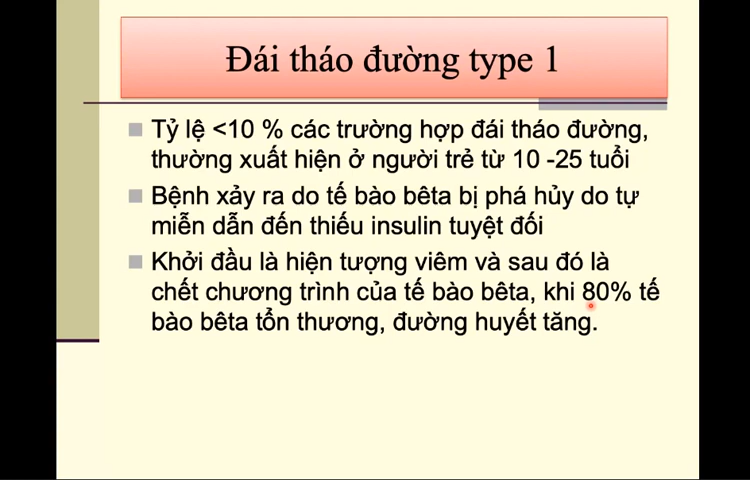 Đái tháo đường type 1
Tỷ lệ <10 % các trường hợp đái tháo đường,
thường xuất hiện ở người trẻ từ 10 -25 tuổi
Bệnh xảy ra do tế bào bêta bị phá hủy do tự
miễn dẫn đến thiếu insulin tuyệt đối
Khởi đầu là hiện tượng viêm và sau đó là
chết chương trình của tế bào bêta, khi 80% tế
bào bêta tổn thương, đường huyết tăng.